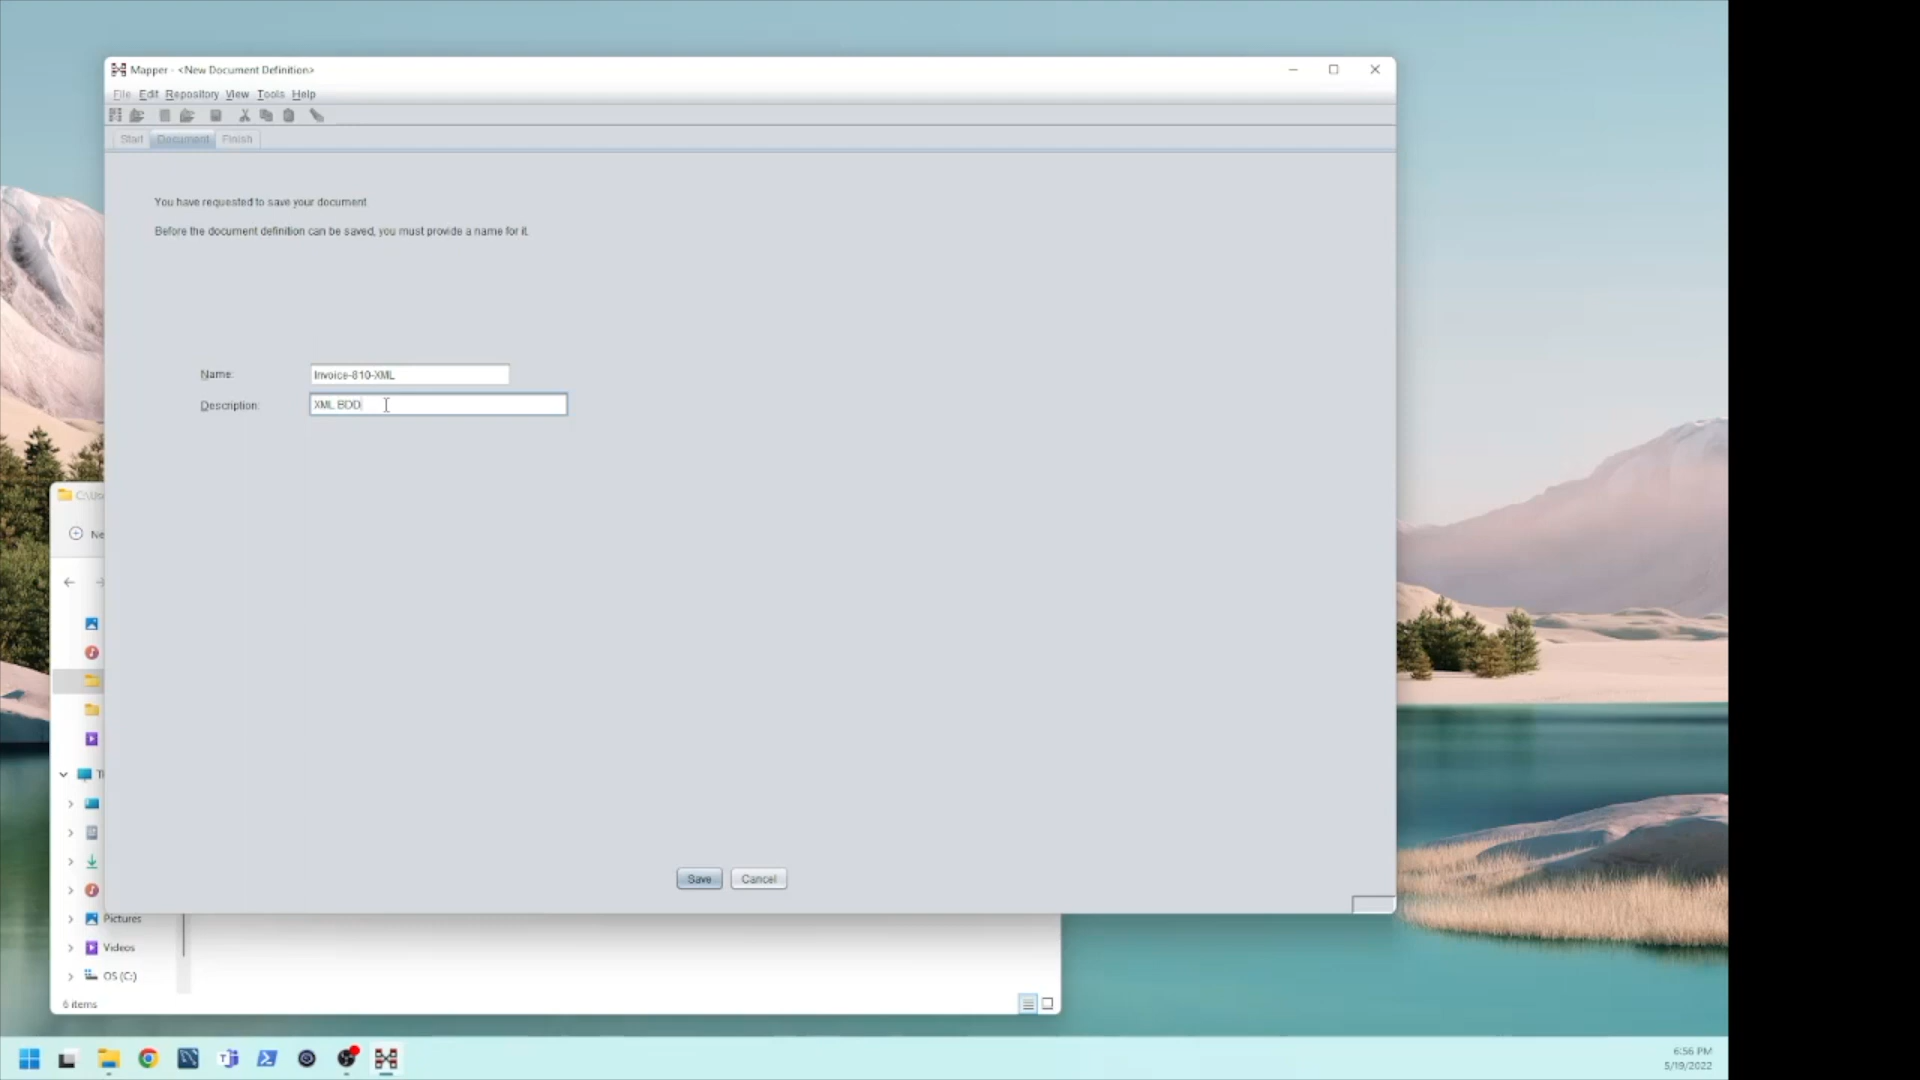 Mapper - <New Document Definition>
File Edit Repository View Tools Help
Start Document Finish
You have requested to save your document
Before the document definition can be saved, you must provide a name for it.
Name: Invoice-810-XML
Description: XML BDD
Save Cancel
Pictures
Videos
OS (C:)
6 items
6:56 PM
5/19/2022